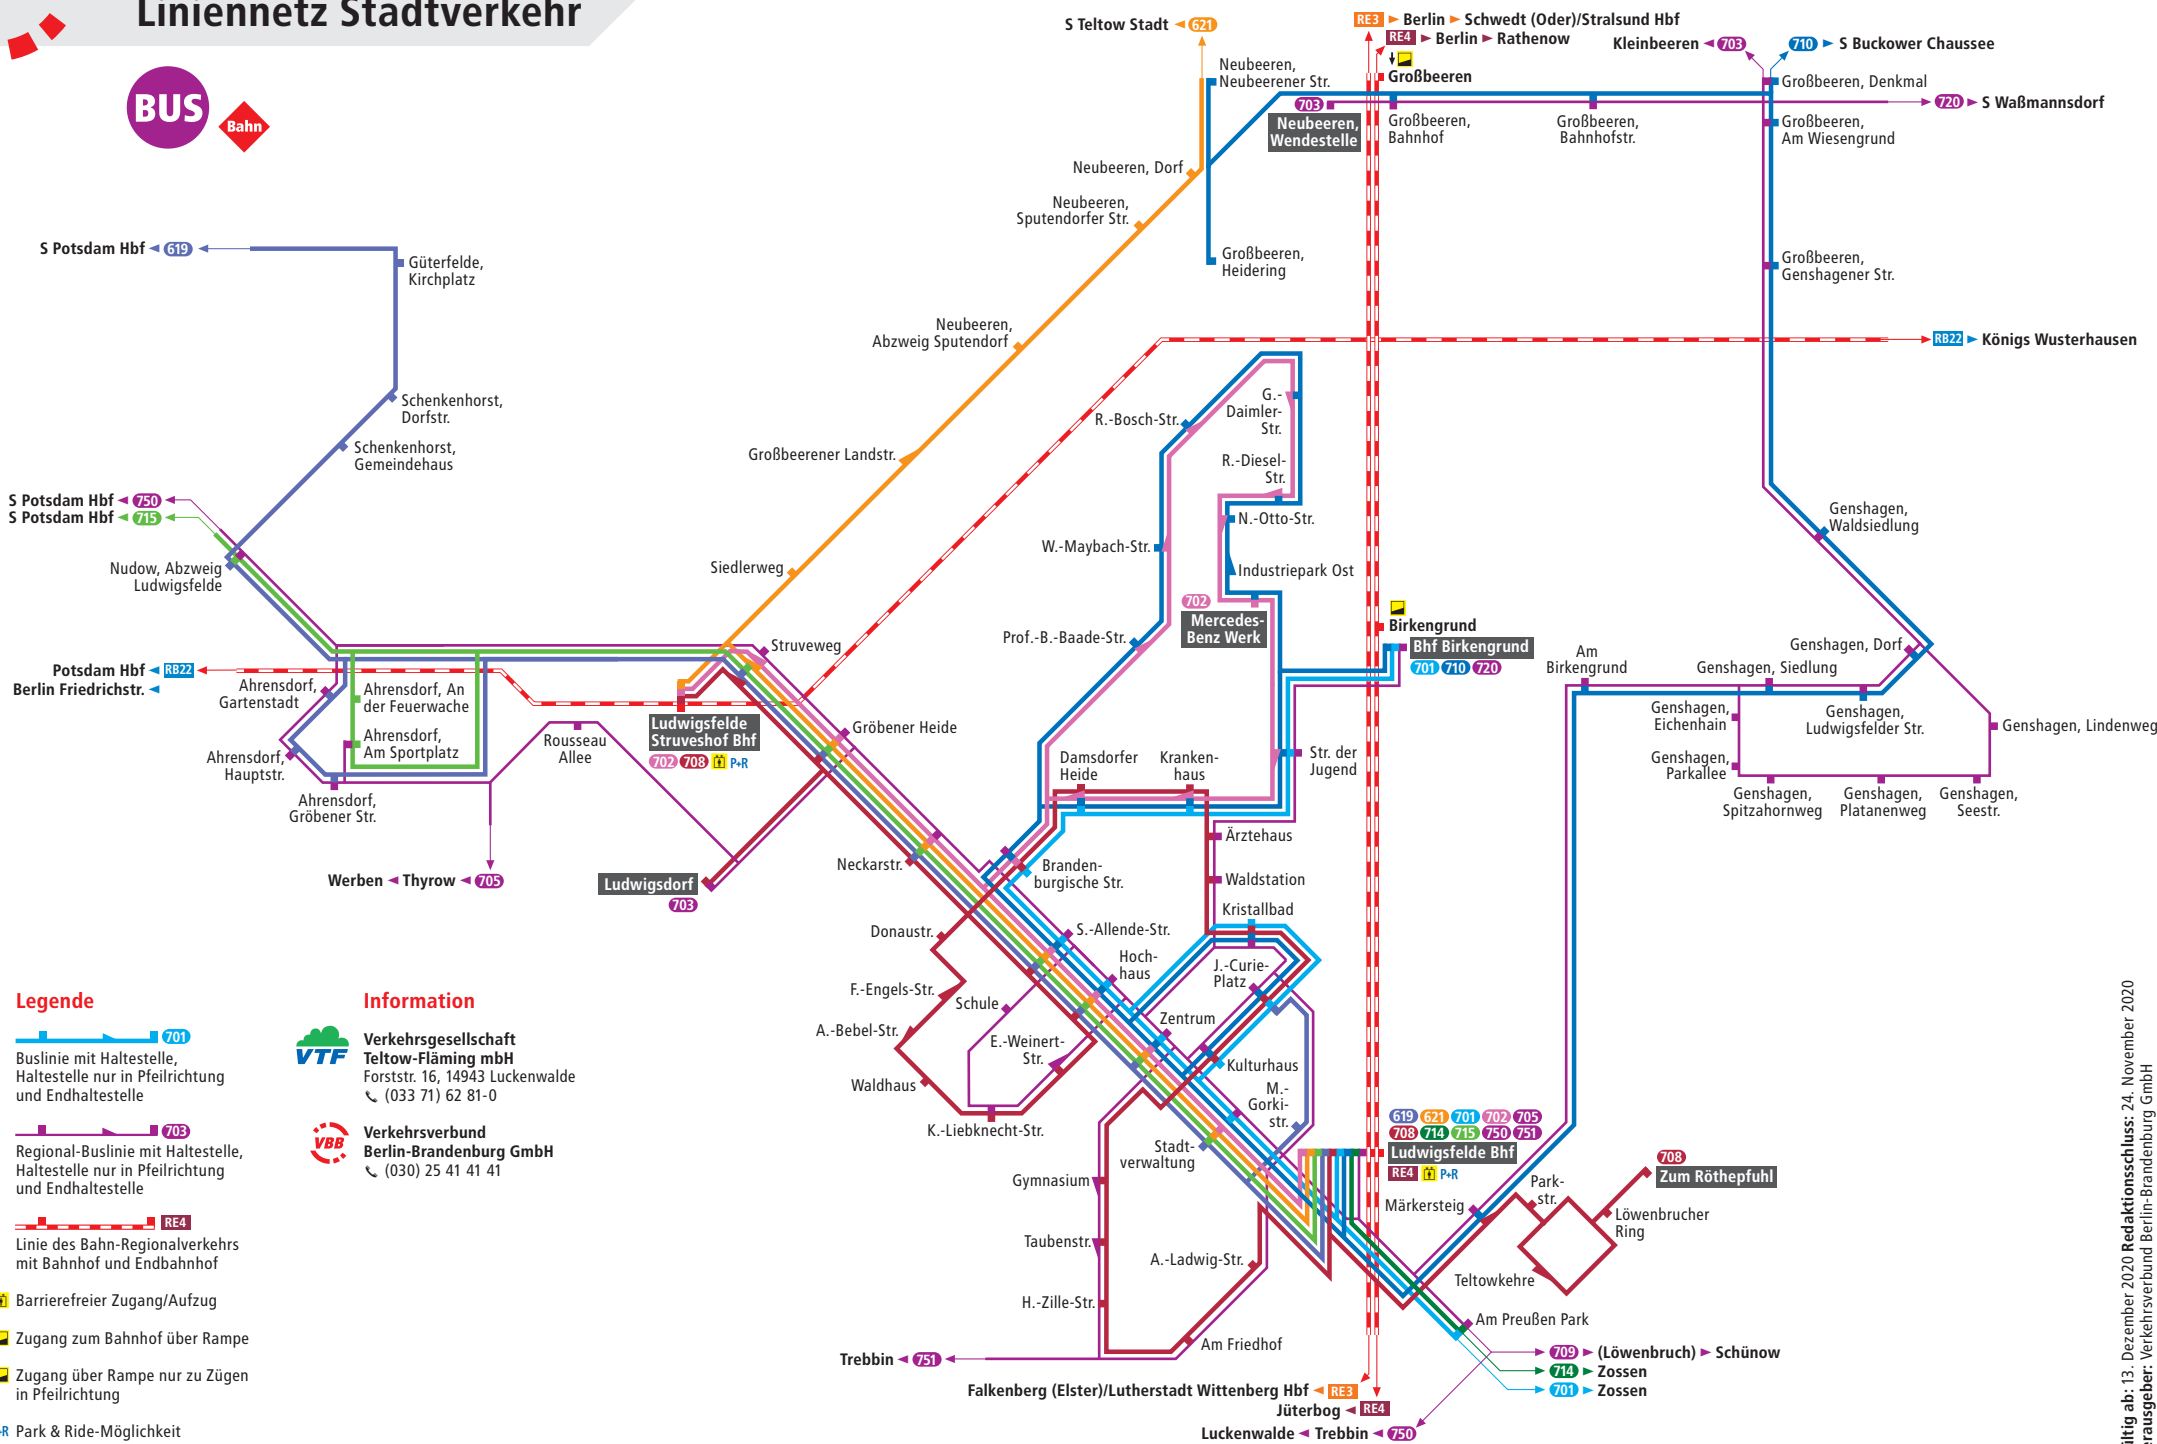 Liniennetz Stadtverkehr
BUS
Bahn
S Teltow Stadt 621
RE3 Berlin Schwedt (Oder)/Stralsund Hbf
RE4 Berlin Rathenow
Kleinbeeren 703
710 S Buckower Chaussee
Neubeeren,
Neubeerener Str.
Großbeeren
Großbeeren, Denkmal
703
Neubeeren,
Wendestelle
Großbeeren,
Bahnhof
Großbeeren,
Bahnhofstr.
720 S Waßmannsdorf
Großbeeren,
Am Wiesengrund
Neubeeren, Dorf
Neubeeren,
Sputendorfer Str.
S Potsdam Hbf 619
Güterfelde,
Kirchplatz
Großbeeren,
Heidering
Großbeeren,
Genshagener Str.
Neubeeren,
Abzweig Sputendorf
RB22 Königs Wusterhausen
Schenkenhorst,
Dorfstr.
Schenkenhorst,
Gemeindehaus
Großbeerener Landstr.
R.-Bosch-Str.
G.-
Daimler-
Str.
R.-Diesel-
Str.
S Potsdam Hbf 750
S Potsdam Hbf 715
N.-Otto-Str.
Genshagen,
Waldsiedlung
W.-Maybach-Str.
Nudow, Abzweig
Ludwigsfelde
Siedlerweg
Industriepark Ost
702
Mercedes-
Benz Werk
Prof.-B.-Baade-Str.
Birkengrund
Bhf Birkengrund
701 710 720
Struveweg
Am
Birkengrund
Genshagen, Dorf
Genshagen, Siedlung
Potsdam Hbf RB22
Berlin Friedrichstr.
Ahrensdorf,
Gartenstadt
Ahrensdorf, An
der Feuerwache
Ludwigsfelde
Struveshof Bhf
702 708 P+R
Gröbener Heide
Genshagen,
Eichenhain
Genshagen,
Ludwigsfelder Str.
Genshagen, Lindenweg
Ahrensdorf,
Hauptstr.
Ahrensdorf,
Am Sportplatz
Rousseau
Allee
Damsdorfer
Heide
Kranken-
haus
Str. der
Jugend
Genshagen,
Parkallee
Ahrensdorf,
Gröbener Str.
Genshagen,
Spitzahornweg
Genshagen,
Platanenweg
Genshagen,
Seestr.
Ärztehaus
Neckarstr.
Branden-
burgische Str.
Waldstation
Werben Thyrow 705
Ludwigsdorf
703
Kristallbad
Donaustr.
S.-Allende-Str.
Hoch-
haus
J.-Curie-
Platz
F.-Engels-Str.
Schule
A.-Bebel-Str.
Zentrum
E.-Weinert-
Str.
Kulturhaus
Waldhaus
M.-
Gorki-
str.
K.-Liebknecht-Str.
Stadt-
verwaltung
619 621 701 702 705
708 714 715 750 751
Ludwigsfelde Bhf
RE4 P+R
708
Zum Röthepfuhl
Gymnasium
Park-
str.
Märkersteig
Löwenbrucher
Ring
Taubenstr.
A.-Ladwig-Str.
Teltowkehre
H.-Zille-Str.
Am Preußen Park
Am Friedhof
Trebbin 751
709 (Löwenbruch) Schünow
714 Zossen
701 Zossen
Falkenberg (Elster)/Lutherstadt Wittenberg Hbf RE3
Jüterbog RE4
Luckenwalde Trebbin 750
Legende
701
Buslinie mit Haltestelle,
Haltestelle nur in Pfeilrichtung
und Endhaltestelle
703
Regional-Buslinie mit Haltestelle,
Haltestelle nur in Pfeilrichtung
und Endhaltestelle
RE4
Linie des Bahn-Regionalverkehrs
mit Bahnhof und Endbahnhof
Barrierefreier Zugang/Aufzug
Zugang zum Bahnhof über Rampe
Zugang über Rampe nur zu Zügen
in Pfeilrichtung
+R Park & Ride-Möglichkeit
Information
VTF
Verkehrsgesellschaft
Teltow-Fläming mbH
Forststr. 16, 14943 Luckenwalde
(033 71) 62 81-0
VBB
Verkehrsverbund
Berlin-Brandenburg GmbH
(030) 25 41 41 41
ültig ab: 13. Dezember 2020 Redaktionsschluss: 24. November 2020
erausgeber: Verkehrsverbund Berlin-Brandenburg GmbH